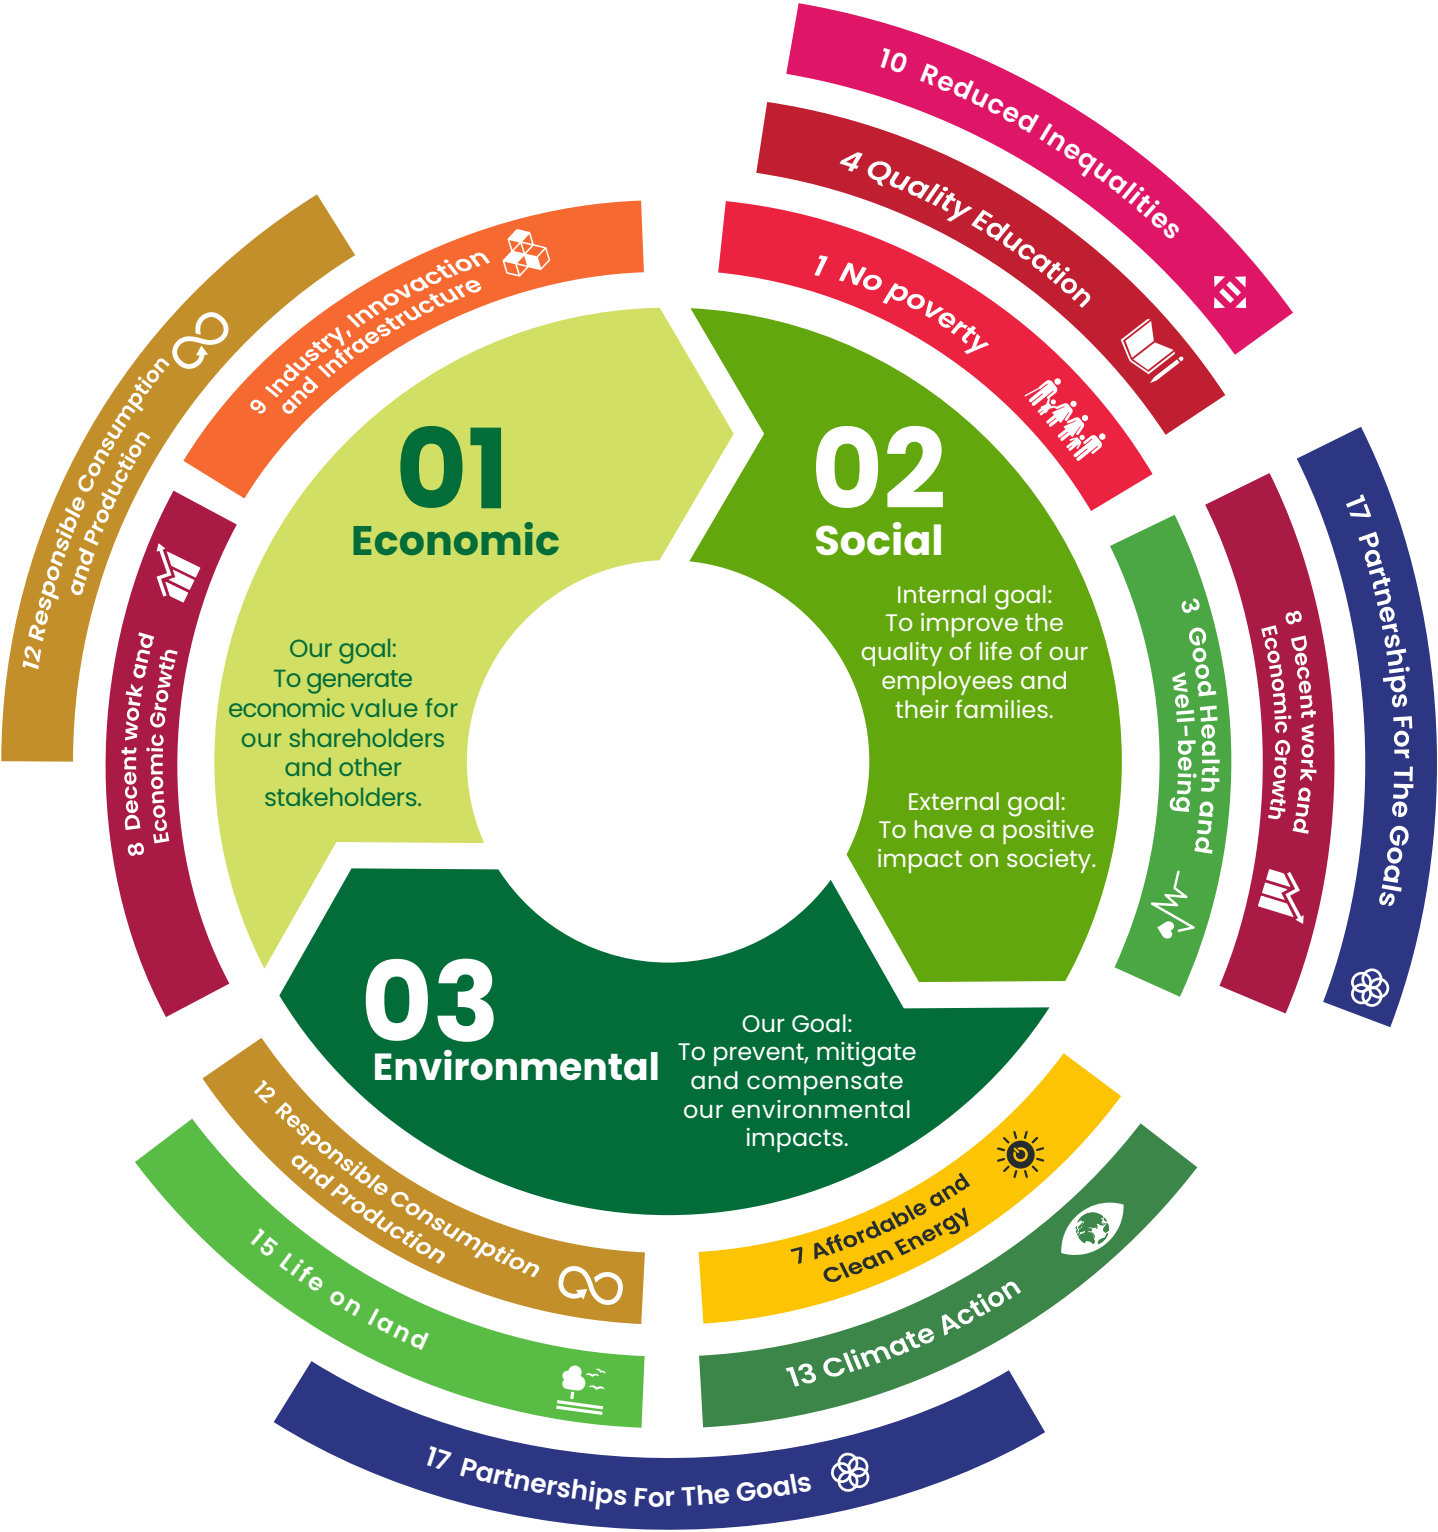 01
Economic
Our goal:
To generate
economic value for
our shareholders
and other
stakeholders.
9 Industry, Innovaction
and Infraestructure
12 Responsible Consumption
and Production
8 Decent work and
Economic Growth
02
Social
Internal goal:
To improve the
quality of life of our
employees and
their families.
External goal:
To have a positive
impact on society.
10 Reduced Inequalities
4 Quality Education
1 No poverty
3 Good Health and
well-being
8 Decent work and
Economic Growth
17 Partnerships For The Goals
03
Environmental
Our Goal:
To prevent, mitigate
and compensate
our environmental
impacts.
12 Responsible Consumption
and Production
15 Life on land
7 Affordable and
Clean Energy
13 Climate Action
17 Partnerships For The Goals